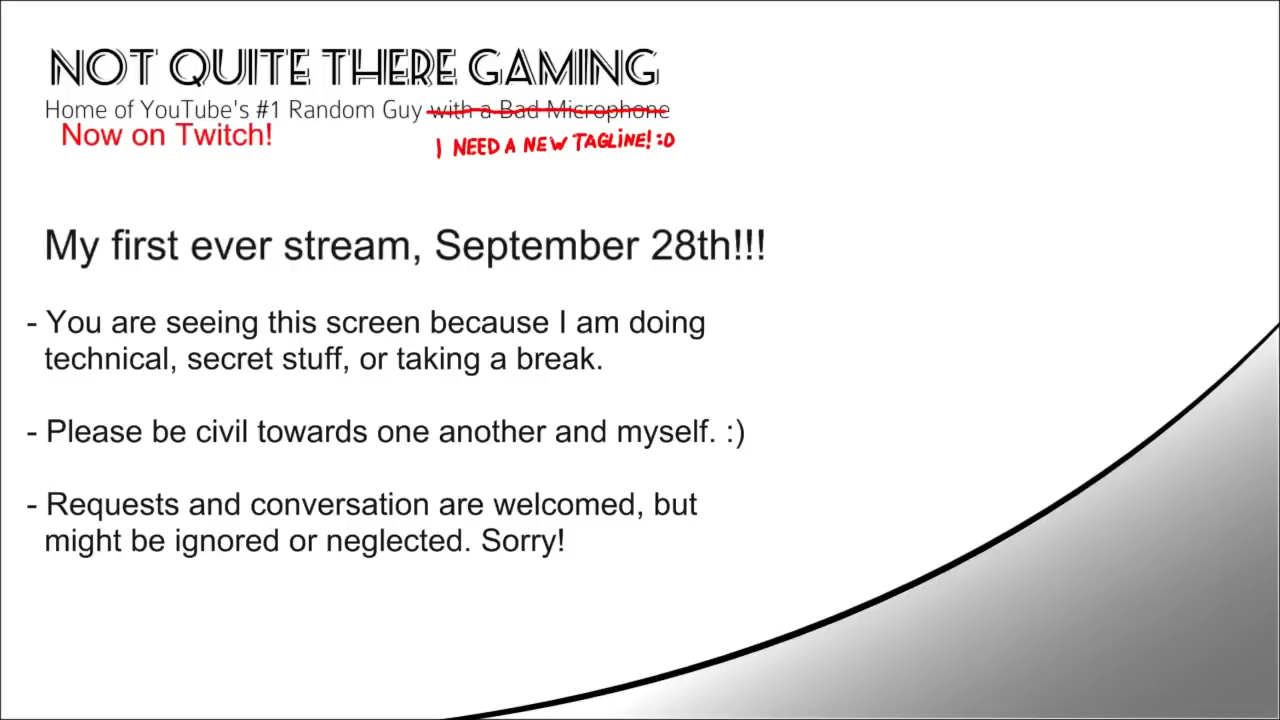 NOT QUITE THERE GAMING
Home of YouTube's #1 Random Guy with a Bad Microphone
Now on Twitch!
I NEED A NEW TAGLINE! :D
My first ever stream, September 28th!!!
- You are seeing this screen because I am doing
technical, secret stuff, or taking a break.
- Please be civil towards one another and myself. :)
- Requests and conversation are welcomed, but
might be ignored or neglected. Sorry!